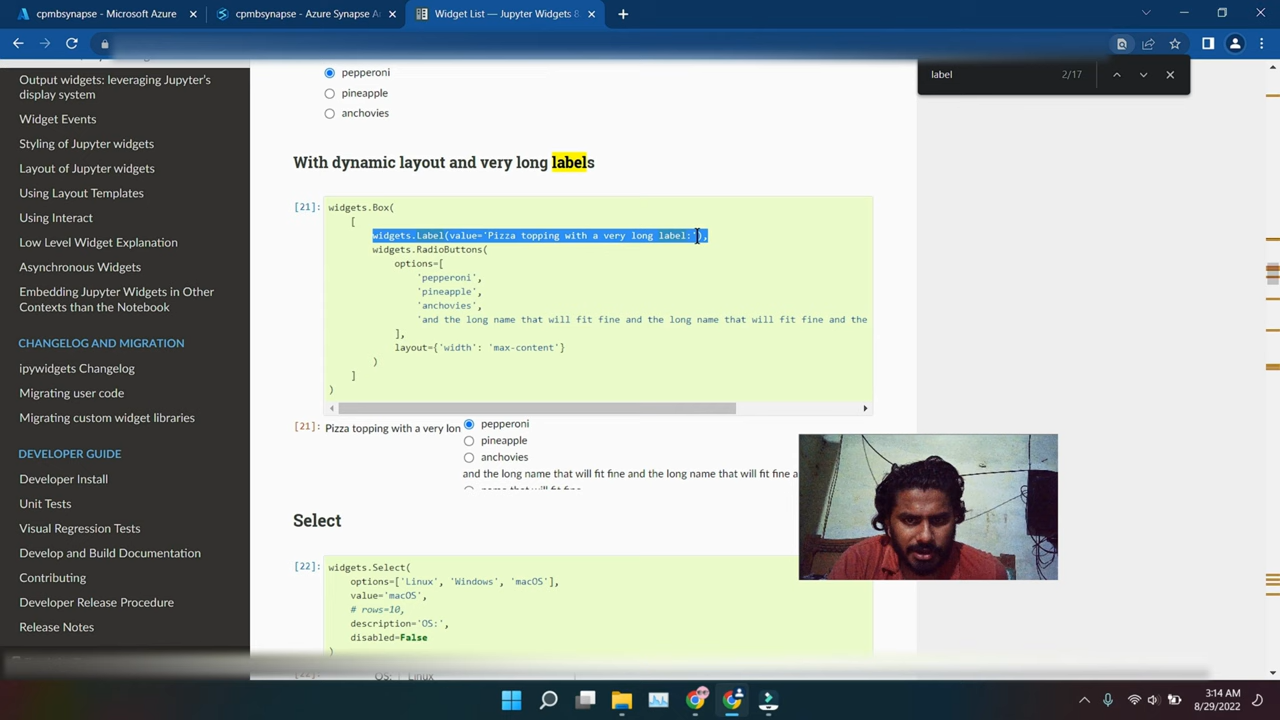 cpmbsynapse - Microsoft Azure
cpmbsynapse - Azure Synapse A
Widget List — Jupyter Widgets 8
label
2/17
Output widgets: leveraging Jupyter's
display system
Widget Events
Styling of Jupyter widgets
Layout of Jupyter widgets
Using Layout Templates
Using Interact
Low Level Widget Explanation
Asynchronous Widgets
Embedding Jupyter Widgets in Other
Contexts than the Notebook
CHANGELOG AND MIGRATION
ipywidgets Changelog
Migrating user code
Migrating custom widget libraries
DEVELOPER GUIDE
Developer Install
Unit Tests
Visual Regression Tests
Develop and Build Documentation
Contributing
Developer Release Procedure
Release Notes
pepperoni
pineapple
anchovies
With dynamic layout and very long labels
[21]:
widgets.Box(
[
widgets.Label(value='Pizza topping with a very long label:'),
widgets.RadioButtons(
options=[
'pepperoni',
'pineapple',
'anchovies',
'and the long name that will fit fine and the long name that will fit fine and the
],
layout={'width': 'max-content'}
)
]
)
[21]: Pizza topping with a very lon
pepperoni
pineapple
anchovies
and the long name that will fit fine and the long name that will fit fine a
name that will fit fine
Select
[22]:
widgets.Select(
options=['Linux', 'Windows', 'macOS'],
value='macOS',
# rows=10,
description='OS:',
disabled=False
)
[22]: OS: Linux
3:14 AM
8/29/2022